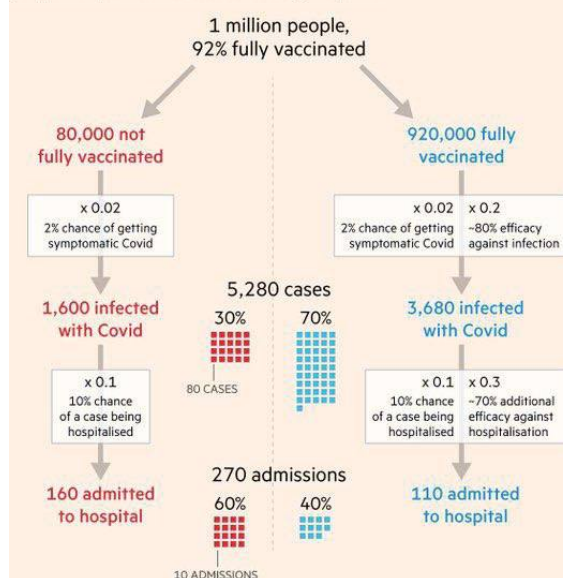 1 million people,
92% fully vaccinated
80,000 not
fully vaccinated
920,000 fully
vaccinated
x 0.02
2% chance of getting
symptomatic Covid
x 0.02
2% chance of getting
symptomatic Covid
x 0.2
~80% efficacy
against infection
1,600 infected
with Covid
5,280 cases
30%
70%
80 CASES
3,680 infected
with Covid
x 0.1
10% chance
of a case being
hospitalised
x 0.1
10% chance
of a case being
hospitalised
x 0.3
~70% additional
efficacy against
hospitalisation
160 admitted
to hospital
270 admissions
60%
40%
10 ADMISSIONS
110 admitted
to hospital